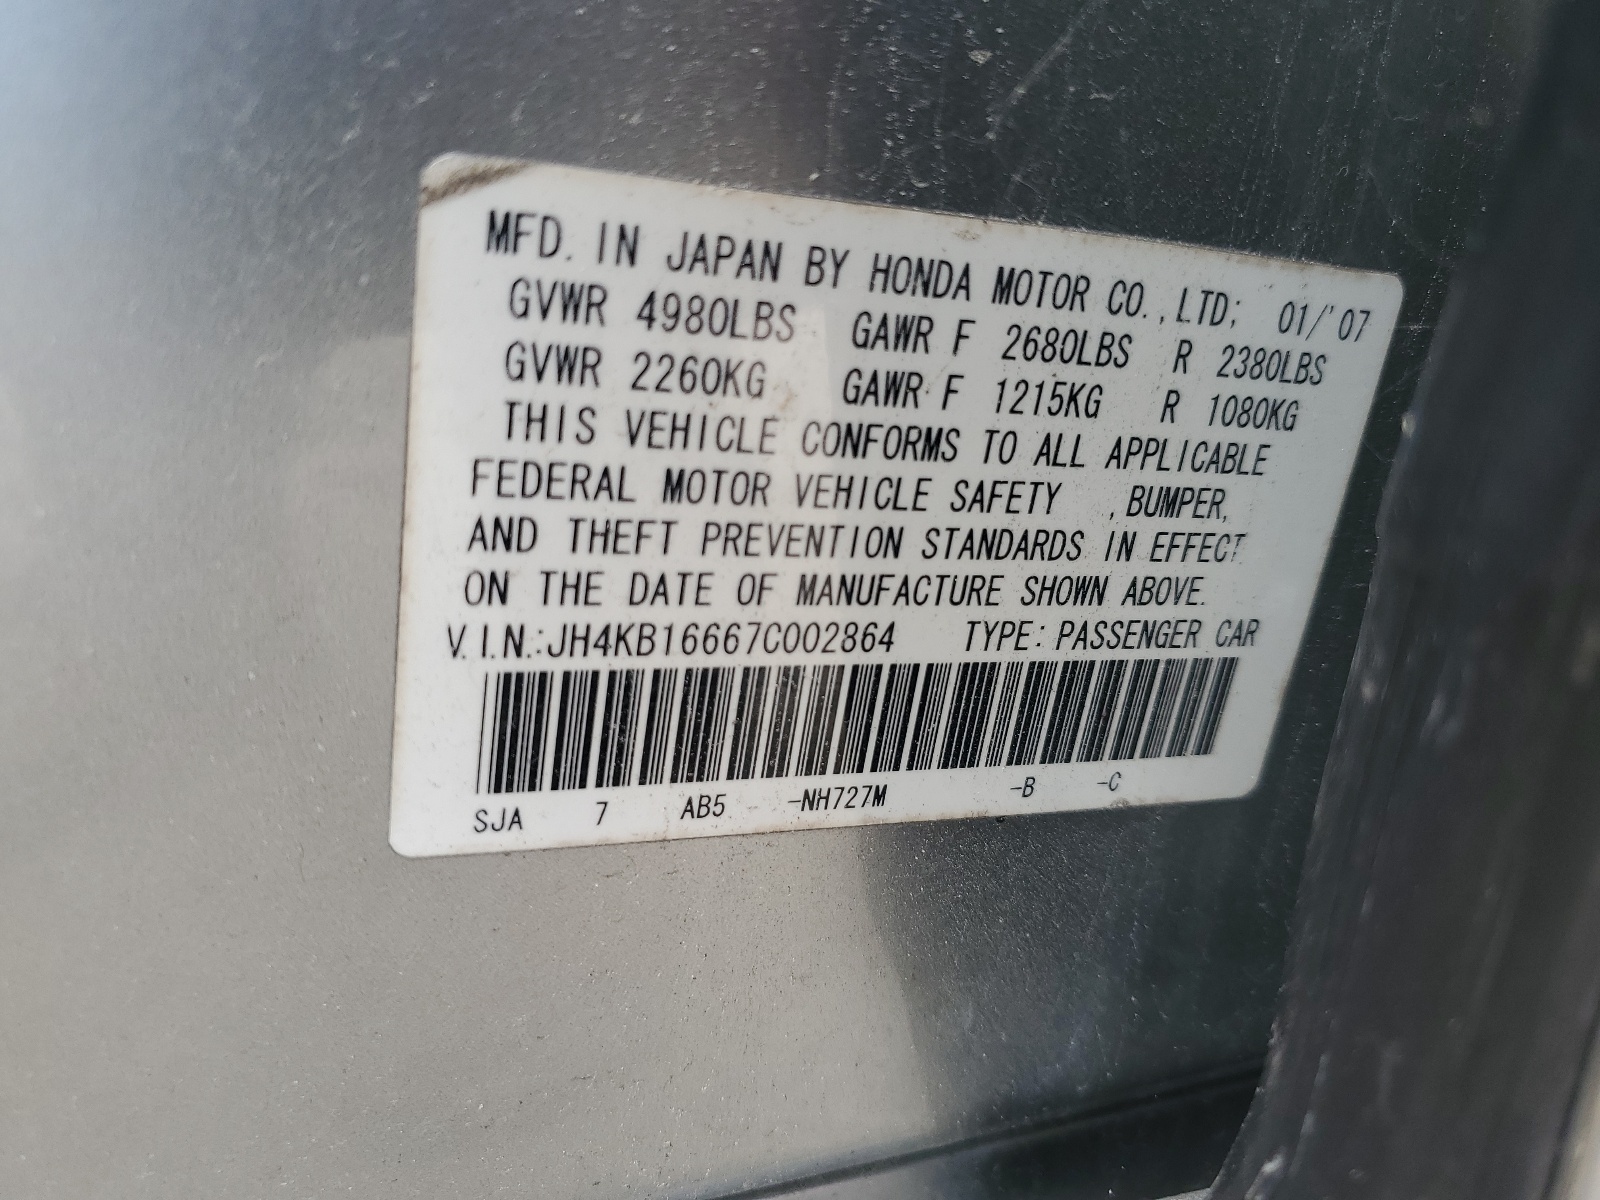 MFD. IN JAPAN BY HONDA MOTOR CO.,LTD; 01/'07
GVWR 4980LBS GAWR F 2680LBS R 2380LBS
GVWR 2260KG GAWR F 1215KG R 1080KG
THIS VEHICLE CONFORMS TO ALL APPLICABLE
FEDERAL MOTOR VEHICLE SAFETY , BUMPER,
AND THEFT PREVENTION STANDARDS IN EFFECT
ON THE DATE OF MANUFACTURE SHOWN ABOVE.
V.I.N.:JH4KB16667C002864 TYPE: PASSENGER CAR
SJA 7 AB5 -NH727M -B -C